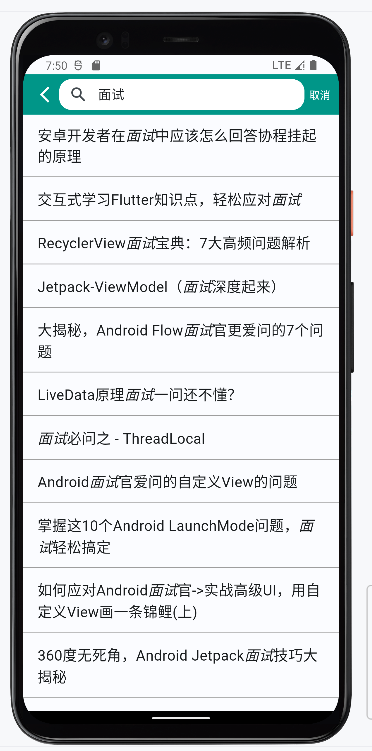 7:50 LTE
面试 取消
安卓开发者在面试中应该怎么回答协程挂起
的原理
交互式学习Flutter知识点，轻松应对面试
RecyclerView面试宝典：7大高频问题解析
Jetpack-ViewModel（面试深度起来）
大揭秘，Android Flow面试官更爱问的7个问
题
LiveData原理面试一问还不懂？
面试必问之 - ThreadLocal
Android面试官爱问的自定义View的问题
掌握这10个Android LaunchMode问题，面
试轻松搞定
如何应对Android面试官->实战高级UI，用自
定义View画一条锦鲤(上)
360度无死角，Android Jetpack面试技巧大
揭秘